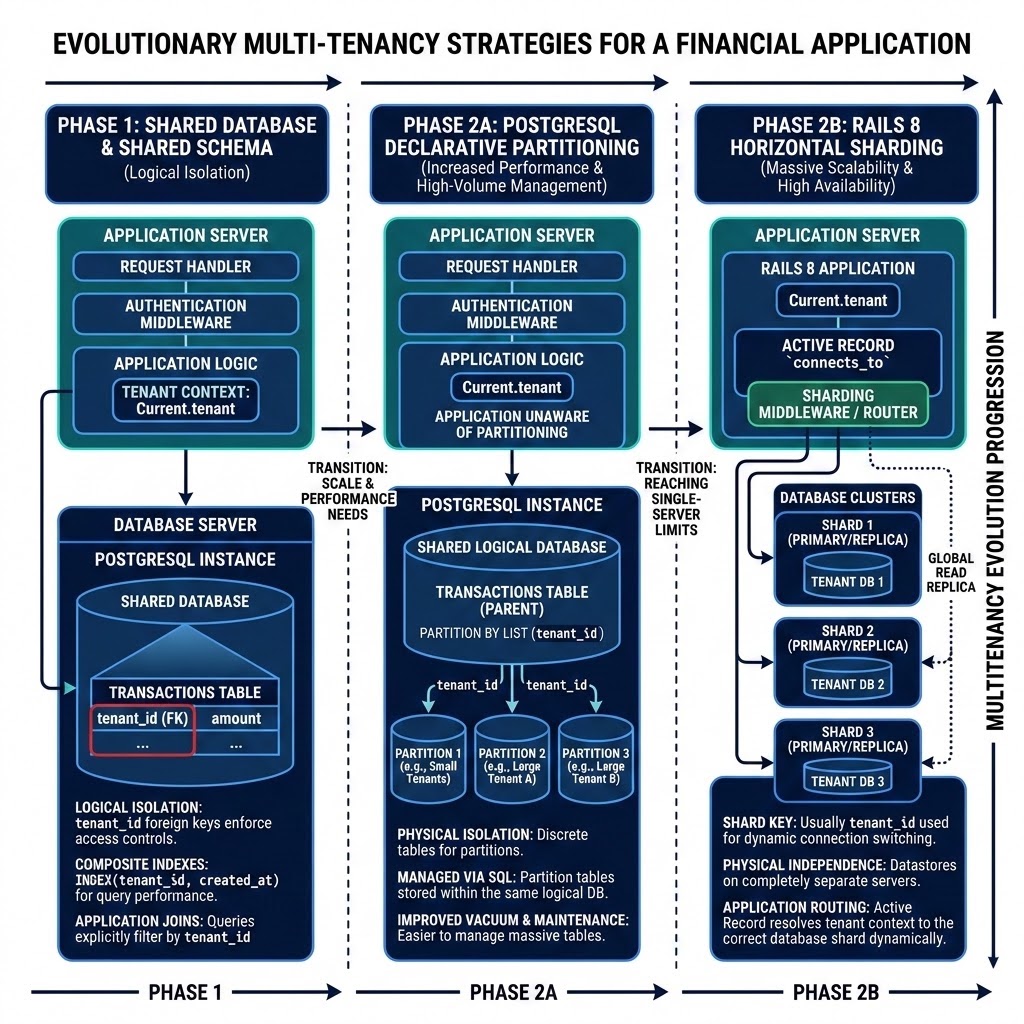 EVOLUTIONARY MULTI-TENANCY STRATEGIES FOR A FINANCIAL APPLICATION
PHASE 1: SHARED DATABASE
& SHARED SCHEMA
(Logical Isolation)
APPLICATION SERVER
REQUEST HANDLER
AUTHENTICATION
MIDDLEWARE
APPLICATION LOGIC
TENANT CONTEXT:
Current.tenant
DATABASE SERVER
POSTGRESQL INSTANCE
SHARED DATABASE
TRANSACTIONS TABLE
tenant_id (FK) amount
... ...
LOGICAL ISOLATION:
tenant_id foreign keys enforce
access controls.
COMPOSITE INDEXES:
INDEX(tenant_id, created_at)
for query performance.
APPLICATION JOINS: Queries
explicitly filter by tenant_id
TRANSITION:
SCALE &
PERFORMANCE
NEEDS
PHASE 2A: POSTGRESQL
DECLARATIVE PARTITIONING
(Increased Performance &
High-Volume Management)
APPLICATION SERVER
REQUEST HANDLER
AUTHENTICATION
MIDDLEWARE
APPLICATION LOGIC
Current.tenant
APPLICATION UNAWARE
OF PARTITIONING
POSTGRESQL INSTANCE
SHARED LOGICAL DATABASE
TRANSACTIONS TABLE
(PARENT)
PARTITION BY LIST (tenant_id)
tenant_id tenant_id
PARTITION 1
(e.g., Small
Tenants)
PARTITION 2
(e.g., Large
Tenant A)
PARTITION 3
(e.g., Large
Tenant B)
PHYSICAL ISOLATION: Discrete
tables for partitions.
MANAGED VIA SQL: Partition tables
stored within the same logical DB.
IMPROVED VACUUM & MAINTENANCE:
Easier to manage massive tables.
TRANSITION:
REACHING
SINGLE-
SERVER
LIMITS
PHASE 2B: RAILS 8
HORIZONTAL SHARDING
(Massive Scalability &
High Availability)
APPLICATION SERVER
RAILS 8 APPLICATION
Current.tenant
ACTIVE RECORD
`connects_to`
SHARDING
MIDDLEWARE / ROUTER
DATABASE CLUSTERS
SHARD 1
(PRIMARY/REPLICA)
TENANT DB 1
GLOBAL
READ
REPLICA
SHARD 2
(PRIMARY/REPLICA)
TENANT DB 2
SHARD 3
(PRIMARY/REPLICA)
TENANT DB 3
SHARD KEY: Usually tenant_id used
for dynamic connection switching.
PHYSICAL INDEPENDENCE: Datastores
on completely separate servers.
APPLICATION ROUTING: Active
Record resolves tenant context to the
correct database shard dynamically.
MULTITENANCY EVOLUTION PROGRESSION
PHASE 1
PHASE 2A
PHASE 2B